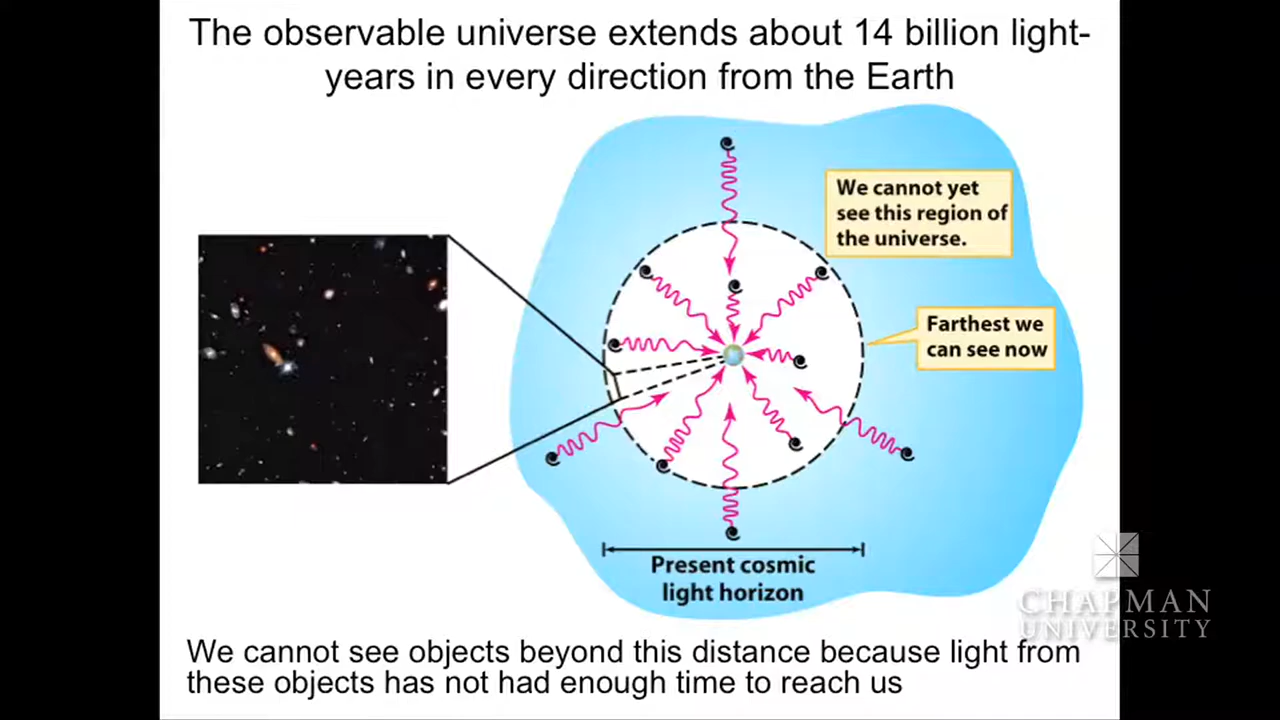 The observable universe extends about 14 billion light-
years in every direction from the Earth
We cannot yet
see this region of
the universe.
Farthest we
can see now
Present cosmic
light horizon
CHAPMAN
UNIVERSITY
We cannot see objects beyond this distance because light from
these objects has not had enough time to reach us